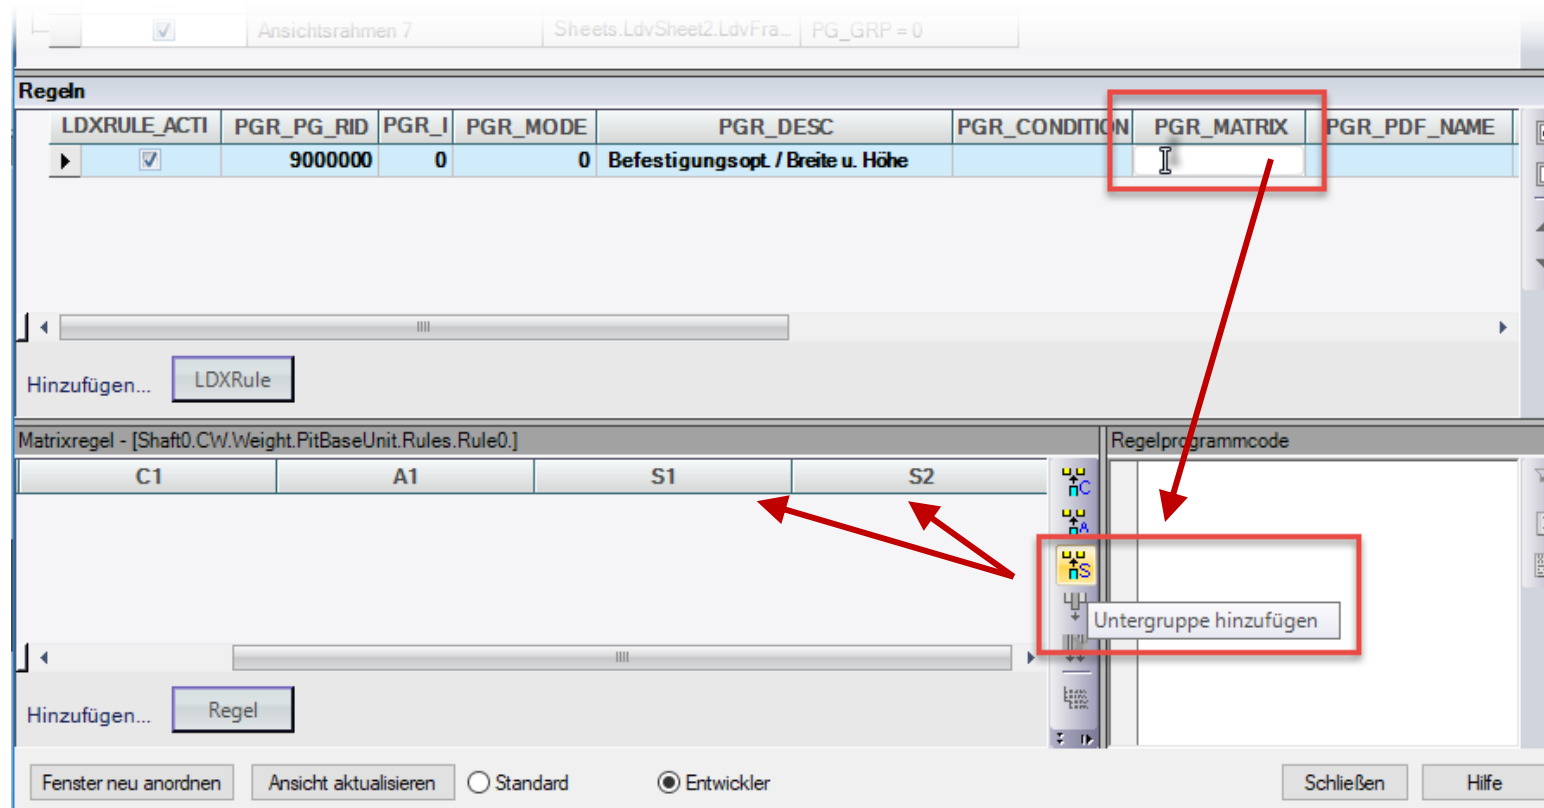 Ansichtsrahmen 7 Sheets.LdvSheet2.LdvFra... PG_GRP = 0
Regeln
LDXRULE_ACTI PGR_PG_RID PGR_I PGR_MODE PGR_DESC PGR_CONDITION PGR_MATRIX PGR_PDF_NAME
9000000 0 0 Befestigungsopt. / Breite u. Höhe
Hinzufügen... LDXRule
Matrixregel - [Shaft0.CW.Weight.PitBaseUnit.Rules.Rule0.] Regelprogrammcode
C1 A1 S1 S2
C
A
S
Untergruppe hinzufügen
Hinzufügen... Regel
Fenster neu anordnen Ansicht aktualisieren Standard Entwickler Schließen Hilfe